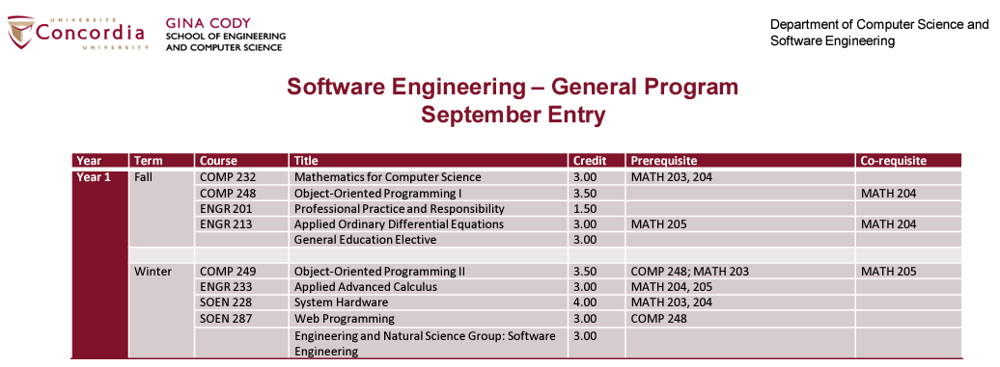 UNIVERSITÉ
Concordia
UNIVERSITY
GINA CODY
SCHOOL OF ENGINEERING
AND COMPUTER SCIENCE
Department of Computer Science and
Software Engineering
Software Engineering – General Program
September Entry
Year Term Course Title Credit Prerequisite Co-requisite
Year 1 Fall COMP 232 Mathematics for Computer Science 3.00 MATH 203, 204
COMP 248 Object-Oriented Programming I 3.50 MATH 204
ENGR 201 Professional Practice and Responsibility 1.50
ENGR 213 Applied Ordinary Differential Equations 3.00 MATH 205 MATH 204
General Education Elective 3.00
Winter COMP 249 Object-Oriented Programming II 3.50 COMP 248; MATH 203 MATH 205
ENGR 233 Applied Advanced Calculus 3.00 MATH 204, 205
SOEN 228 System Hardware 4.00 MATH 203, 204
SOEN 287 Web Programming 3.00 COMP 248
Engineering and Natural Science Group: Software 3.00
Engineering